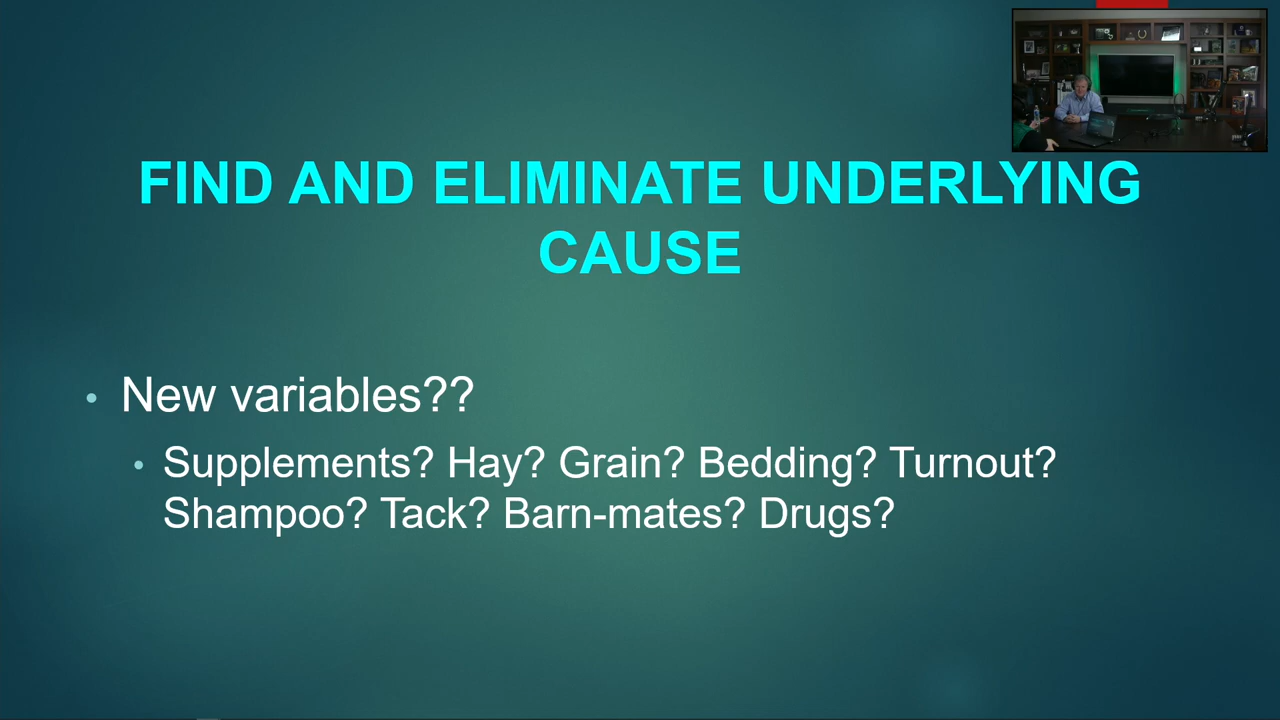 FIND AND ELIMINATE UNDERLYING
CAUSE
• New variables??
• Supplements? Hay? Grain? Bedding? Turnout?
Shampoo? Tack? Barn-mates? Drugs?